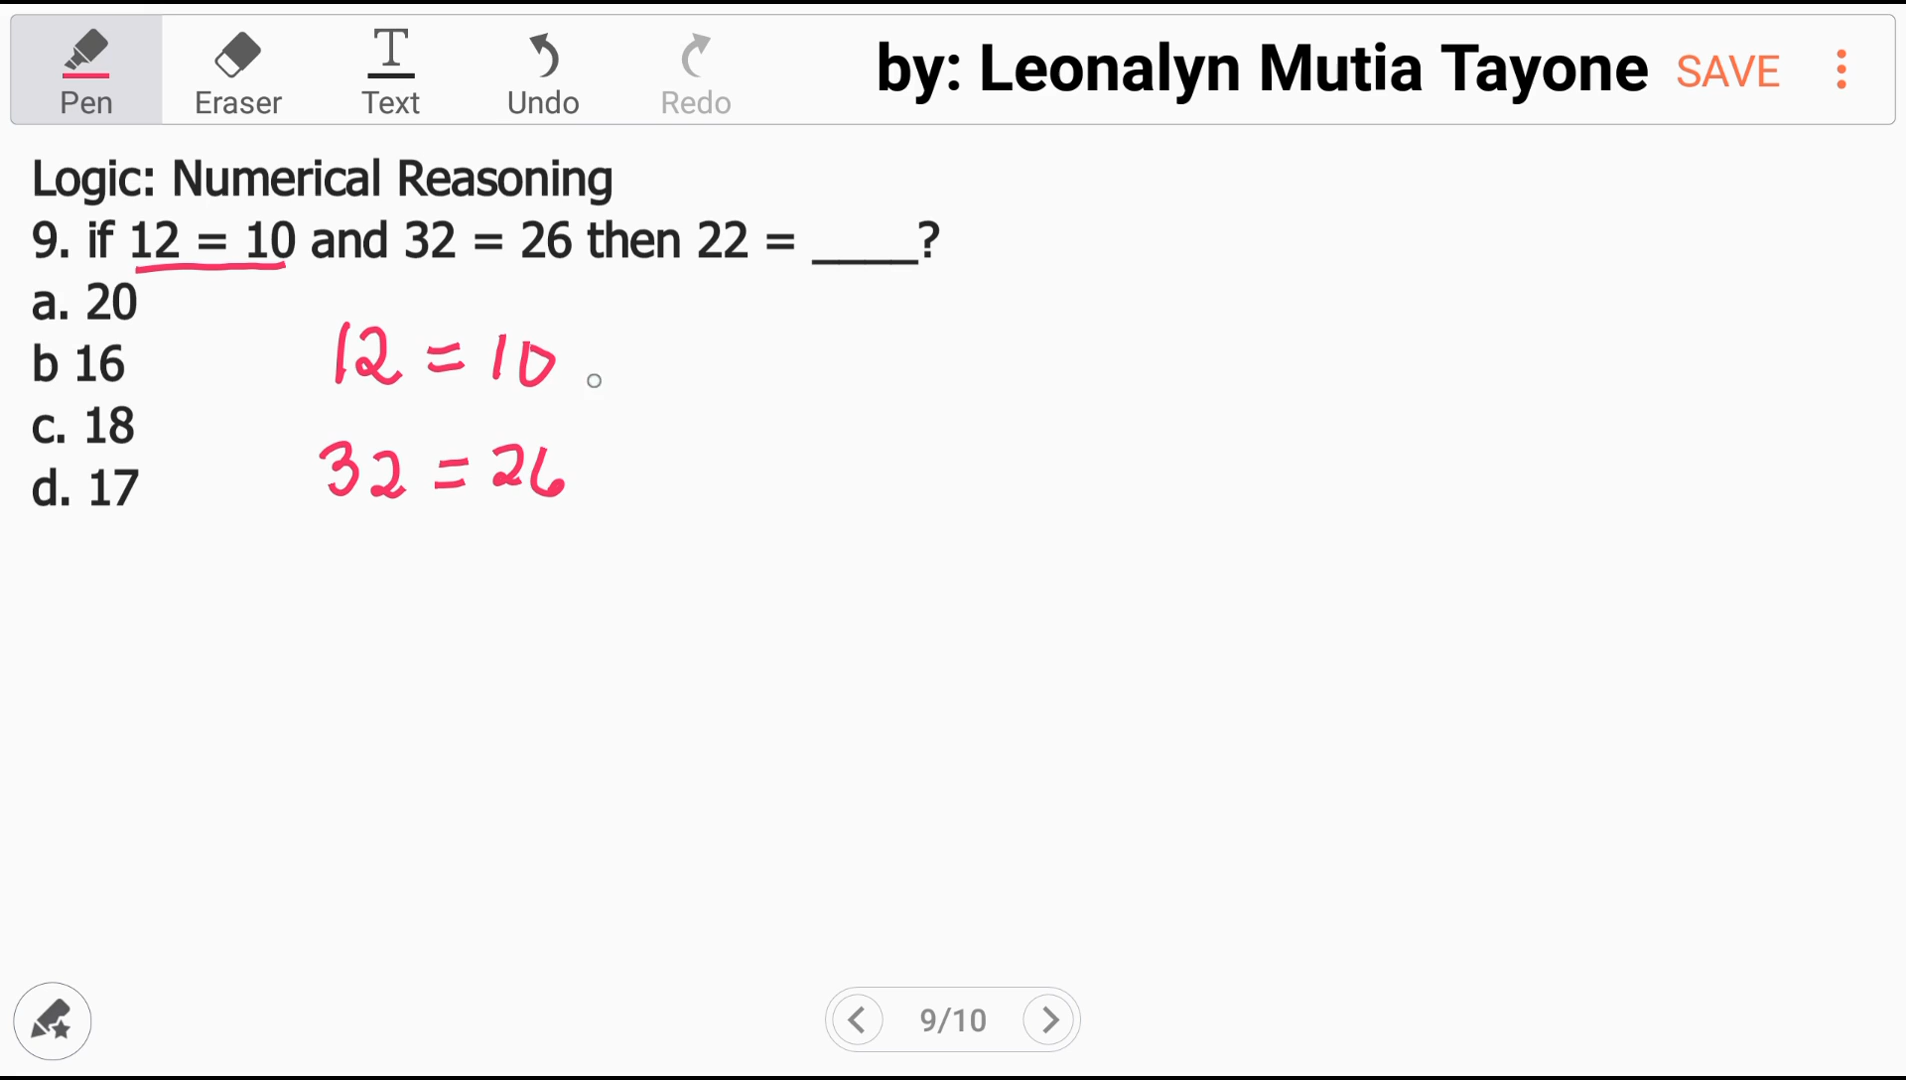 Pen Eraser Text Undo Redo by: Leonalyn Mutia Tayone SAVE
Logic: Numerical Reasoning
9. if 12 = 10 and 32 = 26 then 22 = ____?
a. 20
b 16
c. 18
d. 17
12 = 10
32 = 26
9/10